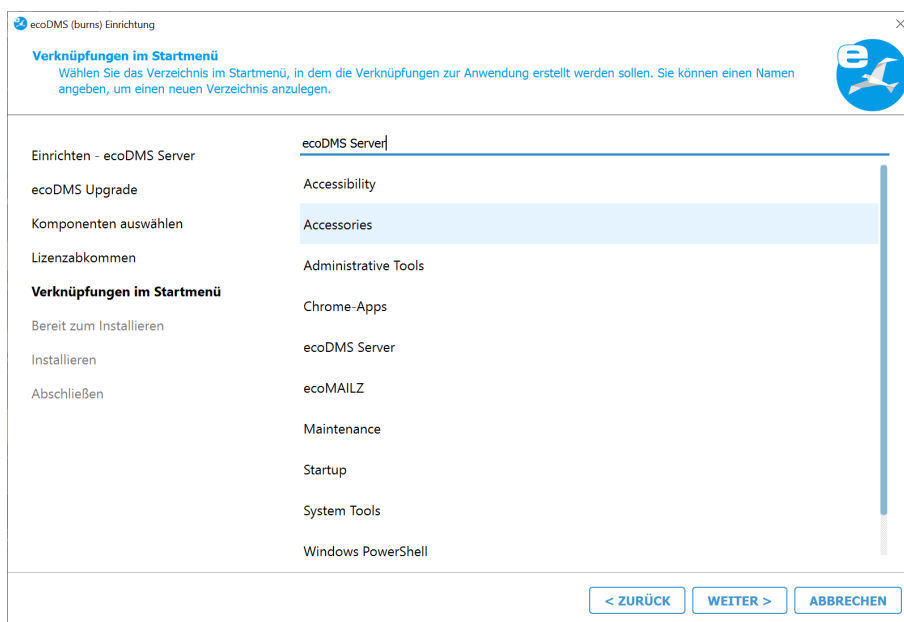 ecoDMS (burns) Einrichtung
Verknüpfungen im Startmenü
Wählen Sie das Verzeichnis im Startmenü, in dem die Verknüpfungen zur Anwendung erstellt werden sollen. Sie können einen Namen
angeben, um einen neuen Verzeichnis anzulegen.
e
Einrichten - ecoDMS Server
ecoDMS Upgrade
Komponenten auswählen
Lizenzabkommen
Verknüpfungen im Startmenü
Bereit zum Installieren
Installieren
Abschließen
ecoDMS Server
Accessibility
Accessories
Administrative Tools
Chrome-Apps
ecoDMS Server
ecoMAILZ
Maintenance
Startup
System Tools
Windows PowerShell
< ZURÜCK
WEITER >
ABBRECHEN